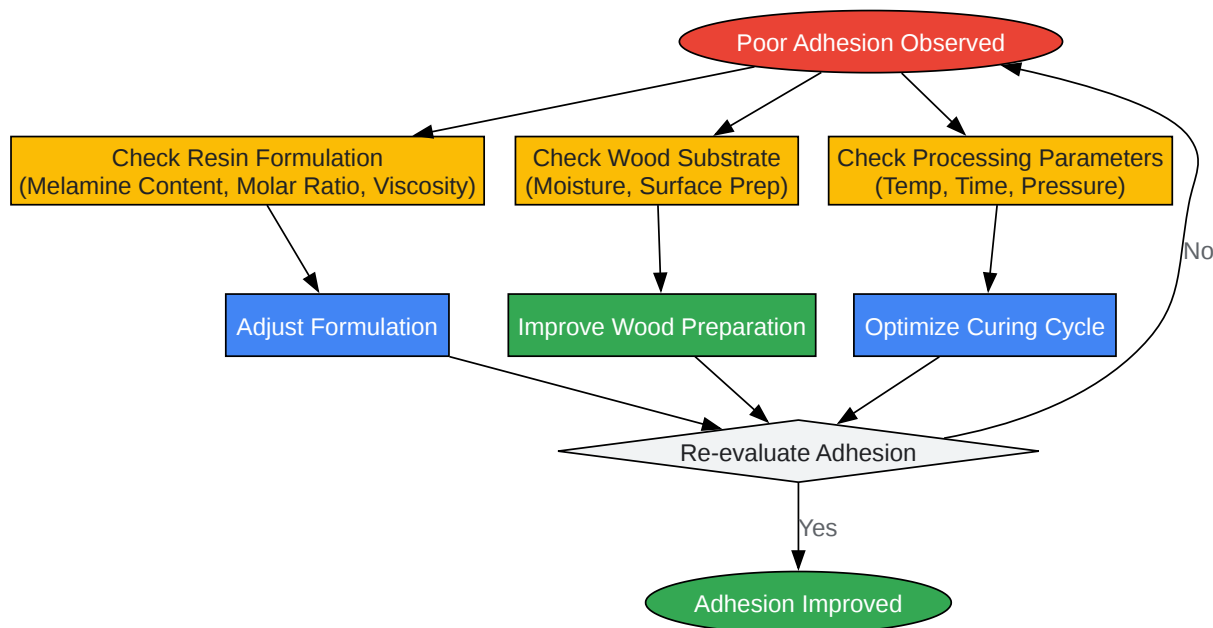 Poor Adhesion Observed
Check Resin Formulation
(Melamine Content, Molar Ratio, Viscosity)
Check Wood Substrate
(Moisture, Surface Prep)
Check Processing Parameters
(Temp, Time, Pressure)
No
Adjust Formulation
Improve Wood Preparation
Optimize Curing Cycle
Re-evaluate Adhesion
Yes
Adhesion Improved